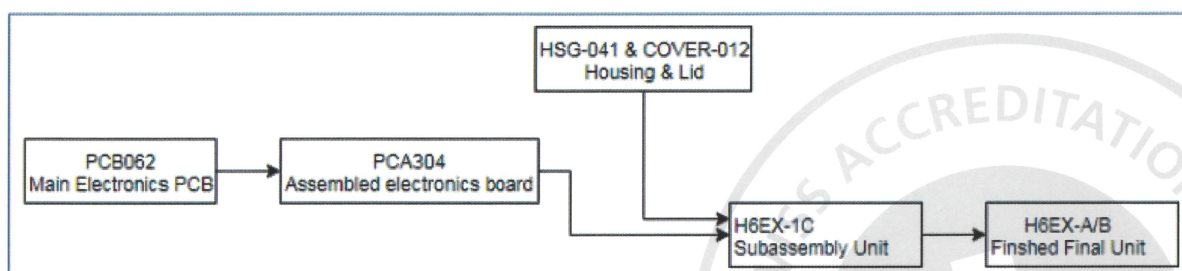 HSG-041 & COVER-012
Housing & Lid
PCB062
Main Electronics PCB
PCA304
Assembled electronics board
H6EX-1C
Subassembly Unit
H6EX-A/B
Finshed Final Unit
ISS ACCREDITATIO